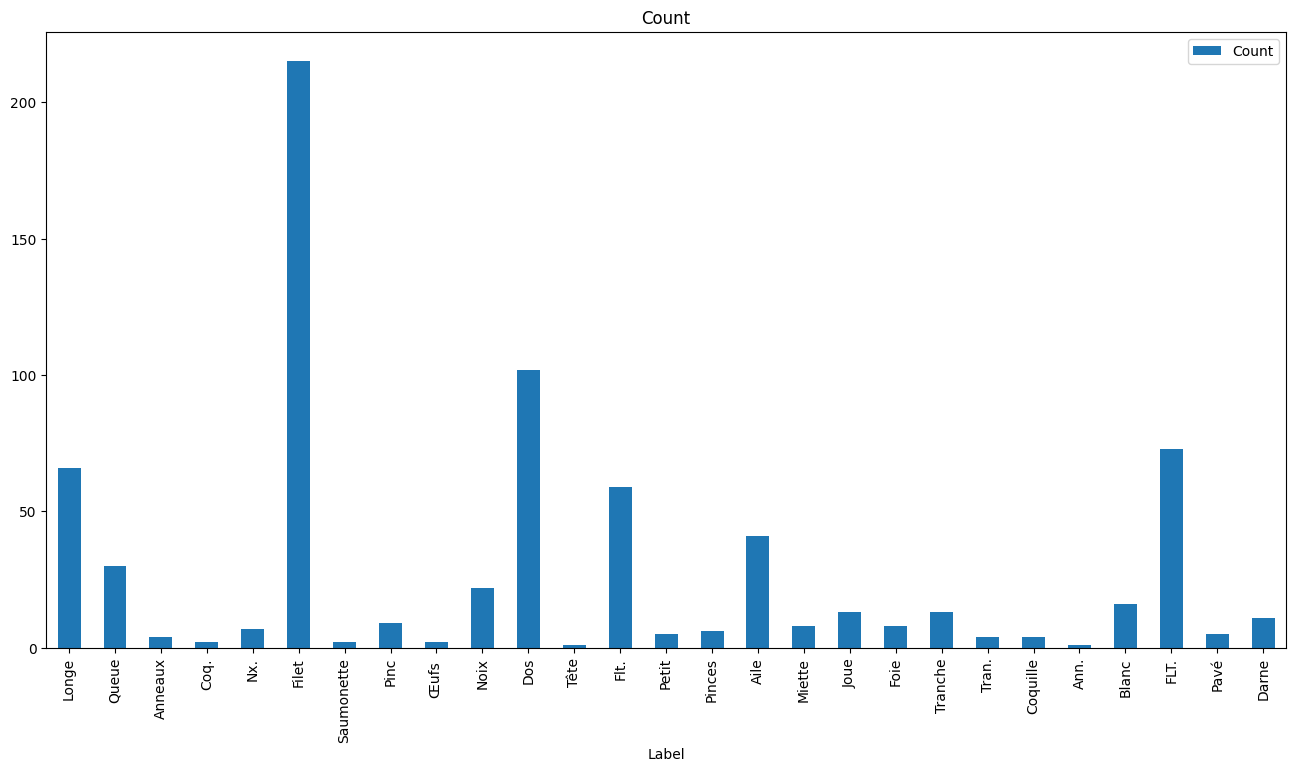 Count
Count
200
150
100
50
0
Longe
Queue
Anneaux
Coq.
Nx.
Filet
Saumonette
Pinc
Œufs
Noix
Dos
Tête
Flt.
Petit
Pinces
Aile
Miette
Joue
Foie
Tranche
Tran.
Coquille
Ann.
Blanc
FLT.
Pavé
Darne
Label